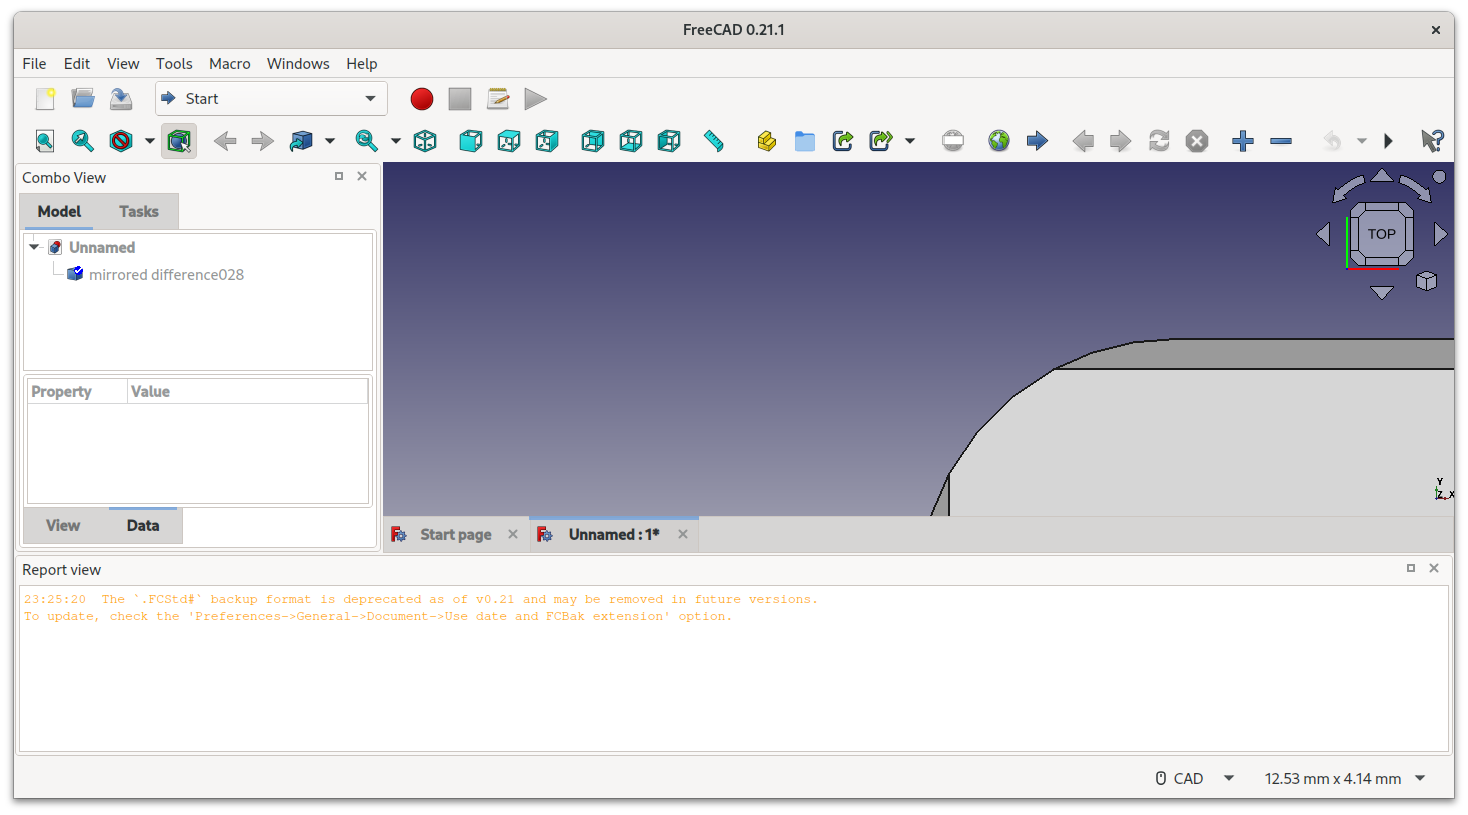 FreeCAD 0.21.1
File Edit View Tools Macro Windows Help
Start
Combo View
Model Tasks
Unnamed
mirrored difference028
Property Value
View Data
TOP
Y
Z X
Start page Unnamed : 1*
Report view
23:25:20 The `.FCStd#` backup format is deprecated as of v0.21 and may be removed in future versions.
To update, check the 'Preferences->General->Document->Use date and FCBak extension' option.
CAD 12.53 mm x 4.14 mm